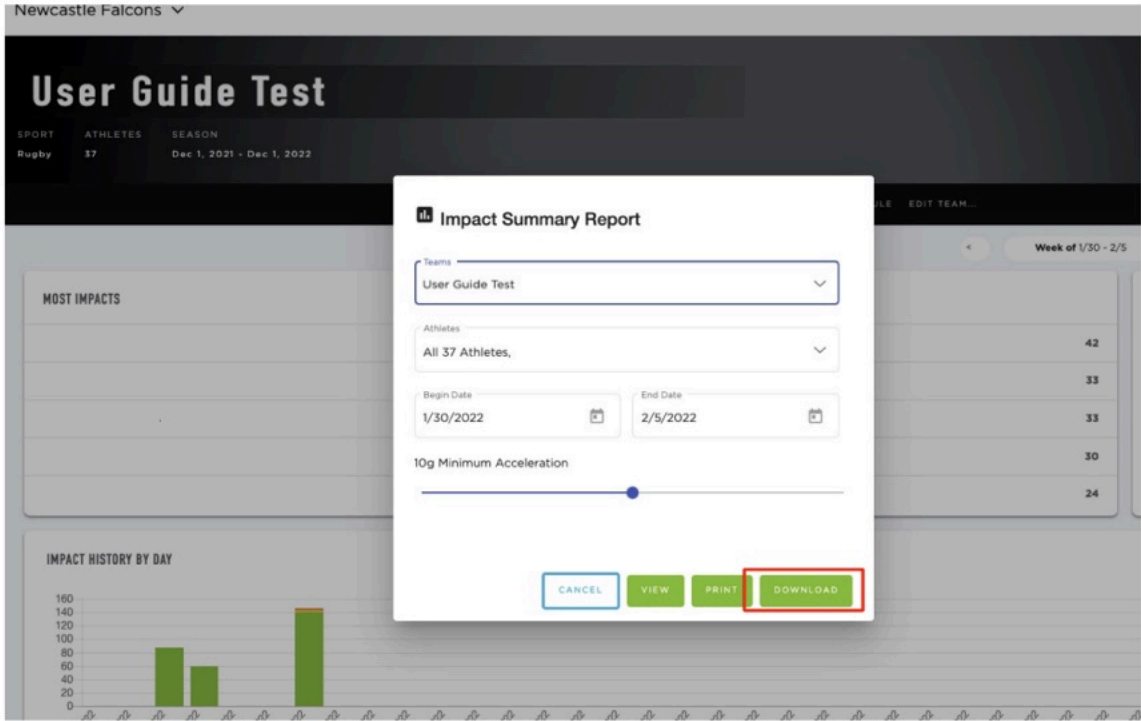 Newcastle Falcons
User Guide Test
SPORT ATHLETES SEASON
Rugby 37 Dec 1, 2021 - Dec 1, 2022
EDIT TEAM...
< Week of 1/30 - 2/5
MOST IMPACTS
42
33
33
30
24
Impact Summary Report
Teams
User Guide Test
Athletes
All 37 Athletes,
Begin Date End Date
1/30/2022 2/5/2022
10g Minimum Acceleration
CANCEL VIEW PRINT DOWNLOAD
IMPACT HISTORY BY DAY
160
140
120
100
80
60
40
20
0